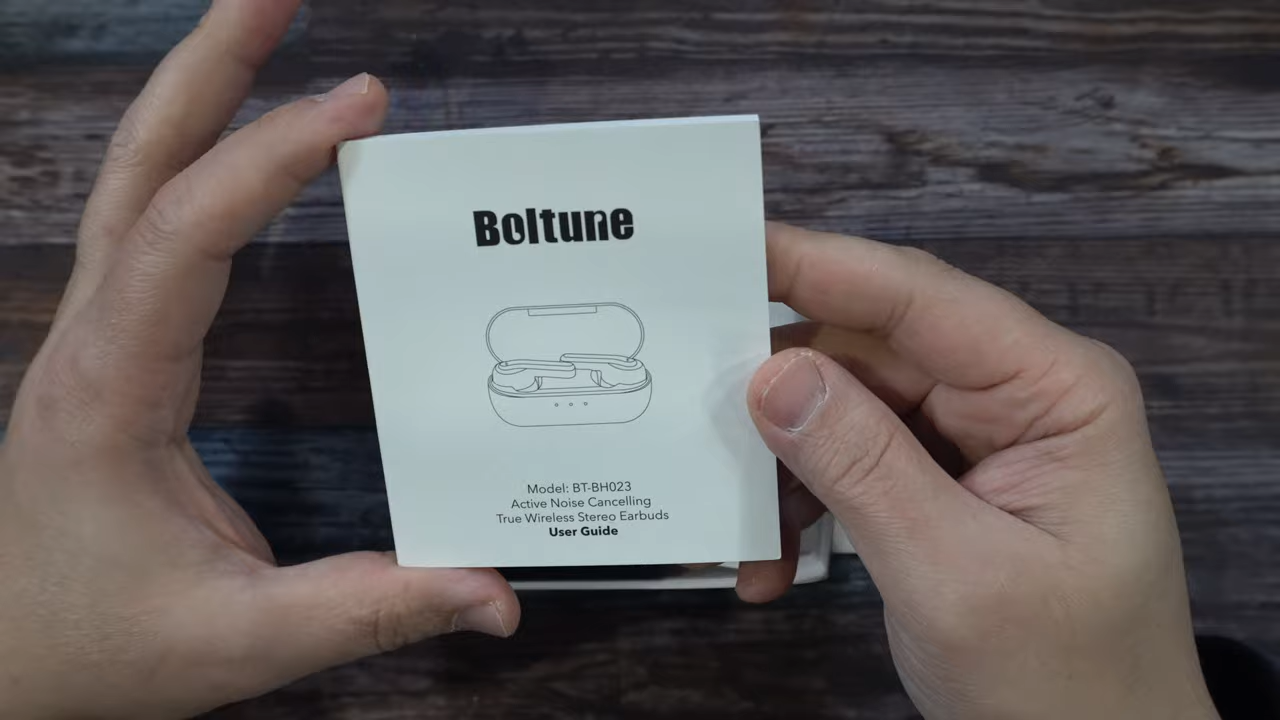 Boltune
Model: BT-BH023
Active Noise Cancelling
True Wireless Stereo Earbuds
User Guide